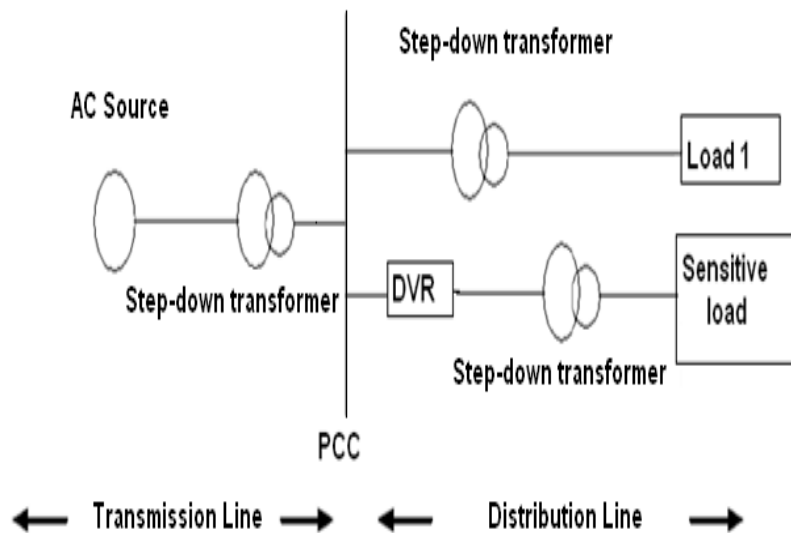 Step-down transformer
AC Source
Load 1
Step-down transformer
DVR
Sensitive
load
Step-down transformer
PCC
Transmission Line
Distribution Line